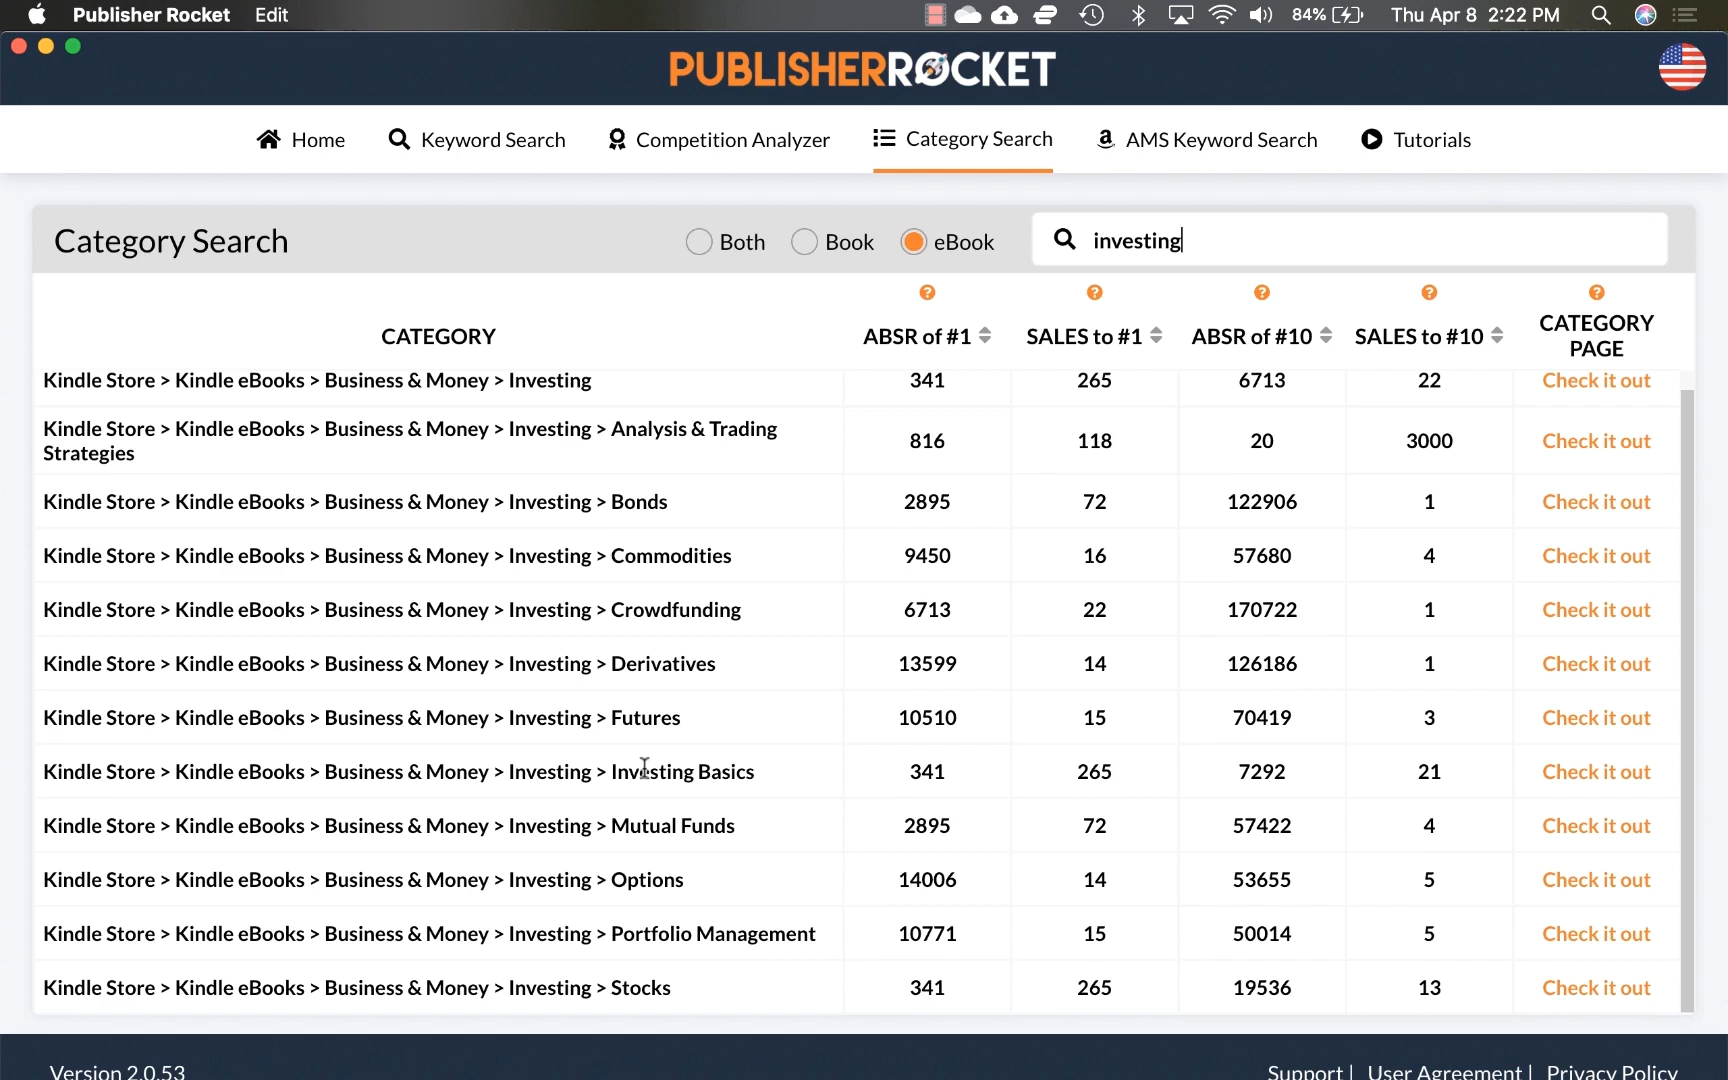 Publisher Rocket Edit 84% Thu Apr 8 2:22 PM
PUBLISHERROCKET
Home Keyword Search Competition Analyzer Category Search AMS Keyword Search Tutorials
Category Search Both Book eBook investing
? ? ? ? ?
CATEGORY ABSR of #1 SALES to #1 ABSR of #10 SALES to #10 CATEGORY
PAGE
Kindle Store > Kindle eBooks > Business & Money > Investing 341 265 6713 22 Check it out
Kindle Store > Kindle eBooks > Business & Money > Investing > Analysis & Trading
Strategies 816 118 20 3000 Check it out
Kindle Store > Kindle eBooks > Business & Money > Investing > Bonds 2895 72 122906 1 Check it out
Kindle Store > Kindle eBooks > Business & Money > Investing > Commodities 9450 16 57680 4 Check it out
Kindle Store > Kindle eBooks > Business & Money > Investing > Crowdfunding 6713 22 170722 1 Check it out
Kindle Store > Kindle eBooks > Business & Money > Investing > Derivatives 13599 14 126186 1 Check it out
Kindle Store > Kindle eBooks > Business & Money > Investing > Futures 10510 15 70419 3 Check it out
Kindle Store > Kindle eBooks > Business & Money > Investing > Investing Basics 341 265 7292 21 Check it out
Kindle Store > Kindle eBooks > Business & Money > Investing > Mutual Funds 2895 72 57422 4 Check it out
Kindle Store > Kindle eBooks > Business & Money > Investing > Options 14006 14 53655 5 Check it out
Kindle Store > Kindle eBooks > Business & Money > Investing > Portfolio Management 10771 15 50014 5 Check it out
Kindle Store > Kindle eBooks > Business & Money > Investing > Stocks 341 265 19536 13 Check it out
Version 2.0.53 Support | User Agreement | Privacy Policy